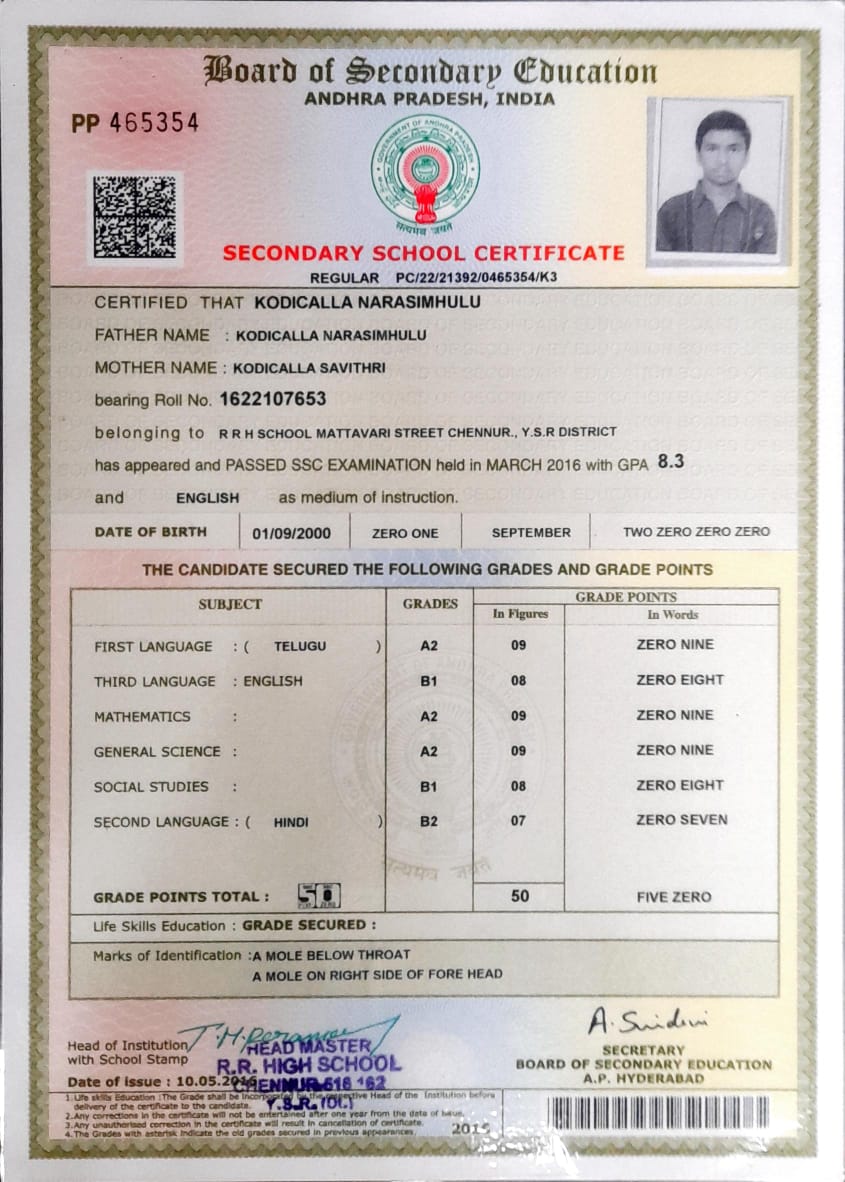 Board of Secondary Education
ANDHRA PRADESH, INDIA
PP 465354
GOVERNMENT OF ANDHRA PRADESH
सत्यमेव जयते
SECONDARY SCHOOL CERTIFICATE
REGULAR PC/22/21392/0465354/K3
CERTIFIED THAT KODICALLA NARASIMHULU
FATHER NAME : KODICALLA NARASIMHULU
MOTHER NAME : KODICALLA SAVITHRI
bearing Roll No. 1622107653
belonging to R R H SCHOOL MATTAVARI STREET CHENNUR., Y.S.R DISTRICT
has appeared and PASSED SSC EXAMINATION held in MARCH 2016 with GPA 8.3
and ENGLISH as medium of instruction.
DATE OF BIRTH 01/09/2000 ZERO ONE SEPTEMBER TWO ZERO ZERO ZERO
THE CANDIDATE SECURED THE FOLLOWING GRADES AND GRADE POINTS
SUBJECT GRADES GRADE POINTS
In Figures In Words
FIRST LANGUAGE : ( TELUGU ) A2 09 ZERO NINE
THIRD LANGUAGE : ENGLISH B1 08 ZERO EIGHT
MATHEMATICS : A2 09 ZERO NINE
GENERAL SCIENCE : A2 09 ZERO NINE
SOCIAL STUDIES : B1 08 ZERO EIGHT
SECOND LANGUAGE : ( HINDI ) B2 07 ZERO SEVEN
GRADE POINTS TOTAL : 50 50 FIVE ZERO
Life Skills Education : GRADE SECURED :
Marks of Identification : A MOLE BELOW THROAT
A MOLE ON RIGHT SIDE OF FORE HEAD
Head of Institution
with School Stamp
HEAD MASTER
R.R. HIGH SCHOOL
CHENNUR-516 162
Y.S.R. (Dt.)
SECRETARY
BOARD OF SECONDARY EDUCATION
A.P. HYDERABAD
Date of issue : 10.05.2016
1. Life skills Education : The Grade shall be incorporated by the respective Head of the Institution before
delivery of the certificate to the candidate.
2. Any corrections in the certificate will not be entertained after one year from the date of issue.
3. Any unauthorised correction in the certificate will result in cancellation of certificate.
4. The Grades with asterisk indicate the old grades secured in previous appearances.
2015